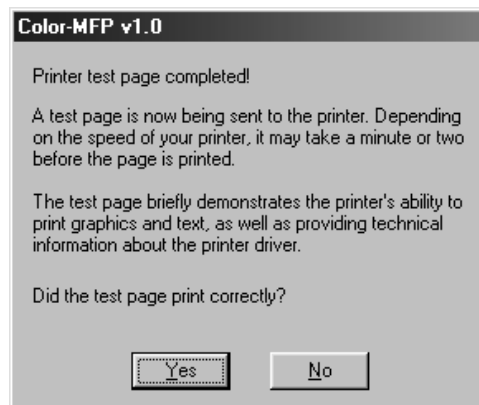 Color-MFP v1.0
Printer test page completed!
A test page is now being sent to the printer. Depending
on the speed of your printer, it may take a minute or two
before the page is printed.
The test page briefly demonstrates the printer's ability to
print graphics and text, as well as providing technical
information about the printer driver.
Did the test page print correctly?
Yes No